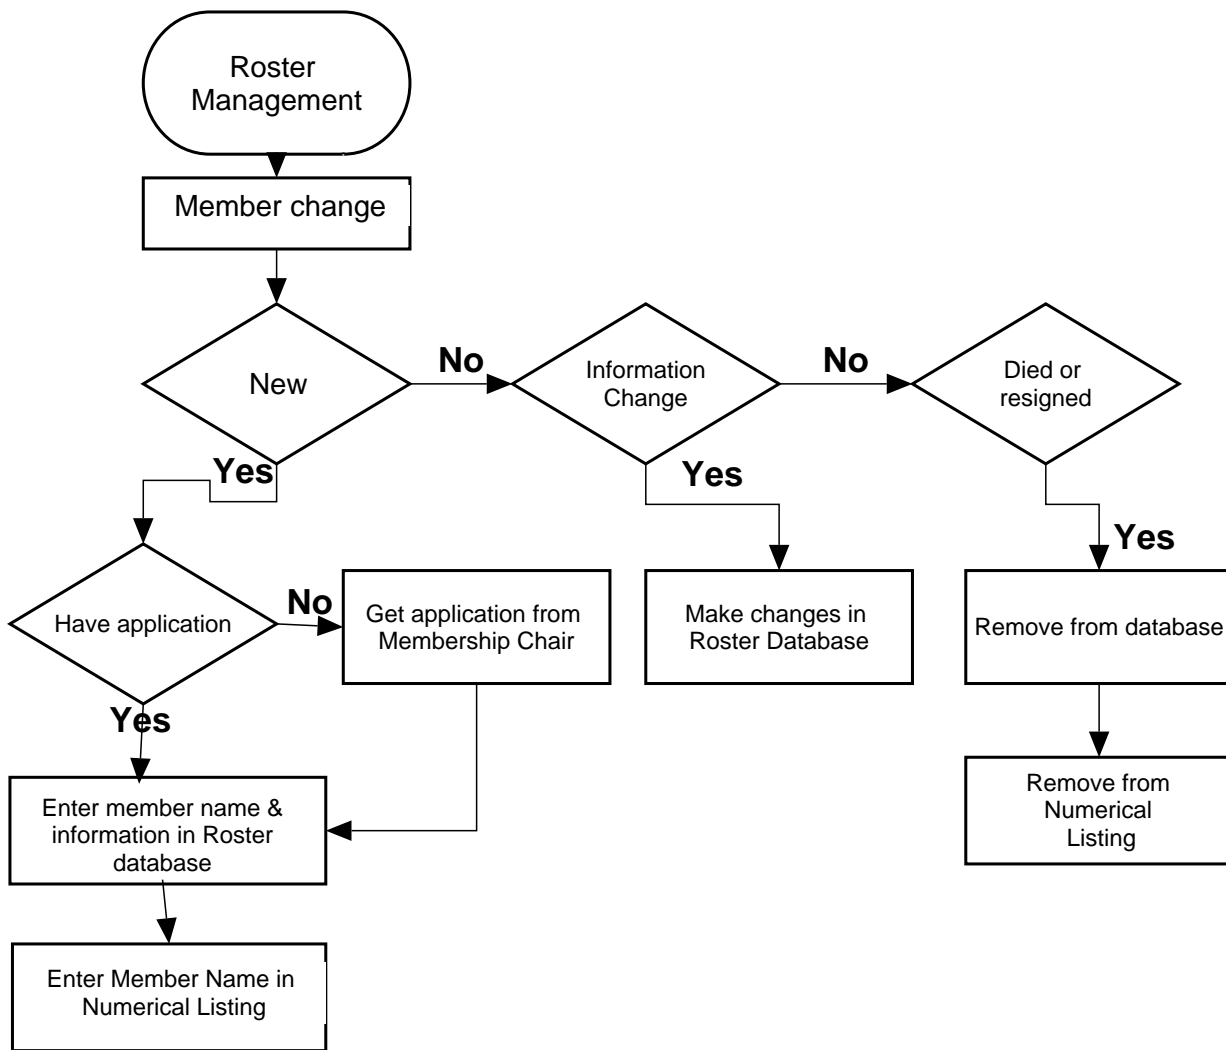 Roster
Management
Member change
New
No
Information
Change
No
Died or
resigned
Yes
Yes
Yes
Have application
No
Get application from
Membership Chair
Make changes in
Roster Database
Remove from database
Yes
Enter member name &
information in Roster
database
Remove from
Numerical
Listing
Enter Member Name in
Numerical Listing